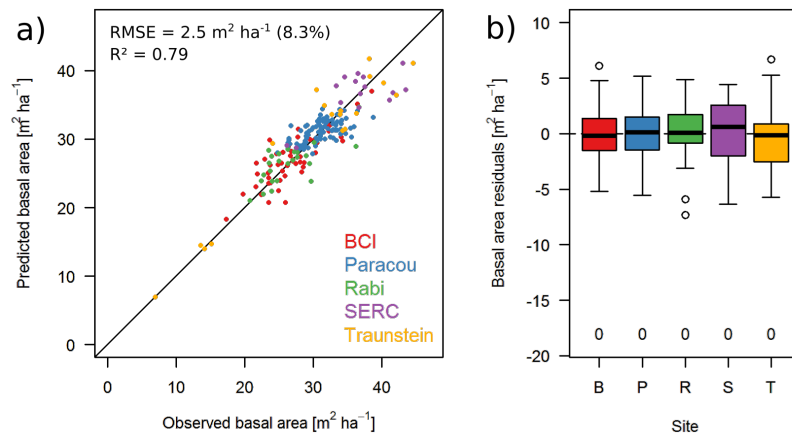 a)
RMSE = 2.5 m² ha⁻¹ (8.3%)
R² = 0.79
Predicted basal area [m² ha⁻¹]
40
30
20
10
0
BCI
Paracou
Rabi
SERC
Traunstein
0 10 20 30 40
Observed basal area [m² ha⁻¹]
b)
Basal area residuals [m² ha⁻¹]
10
5
0
-5
-10
-15
-20
0 0 0 0 0
B P R S T
Site